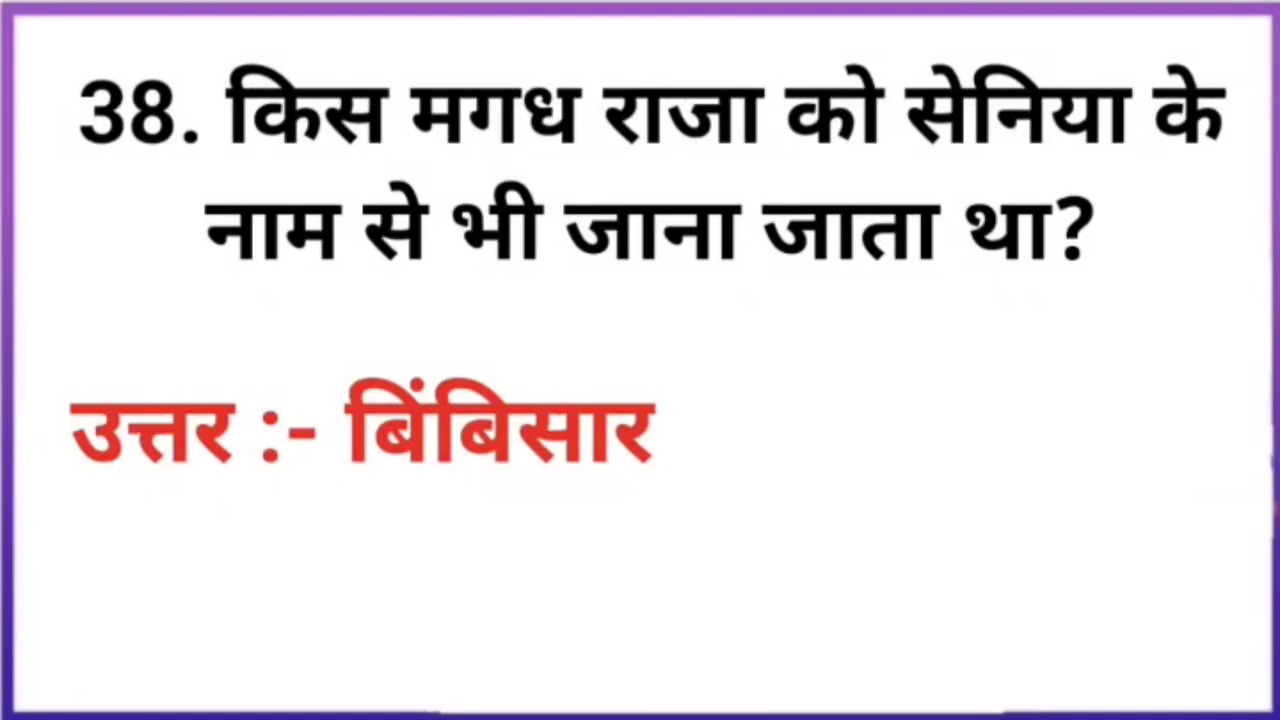 38. किस मगध राजा को सेनिया के
नाम से भी जाना जाता था?
उत्तर :- बिंबिसार